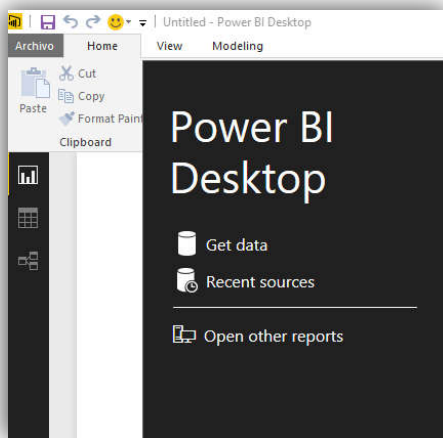 Untitled - Power BI Desktop
Archivo Home View Modeling
Cut
Copy
Paste
Format Pain
Clipboard
Power BI
Desktop
Get data
Recent sources
Open other reports